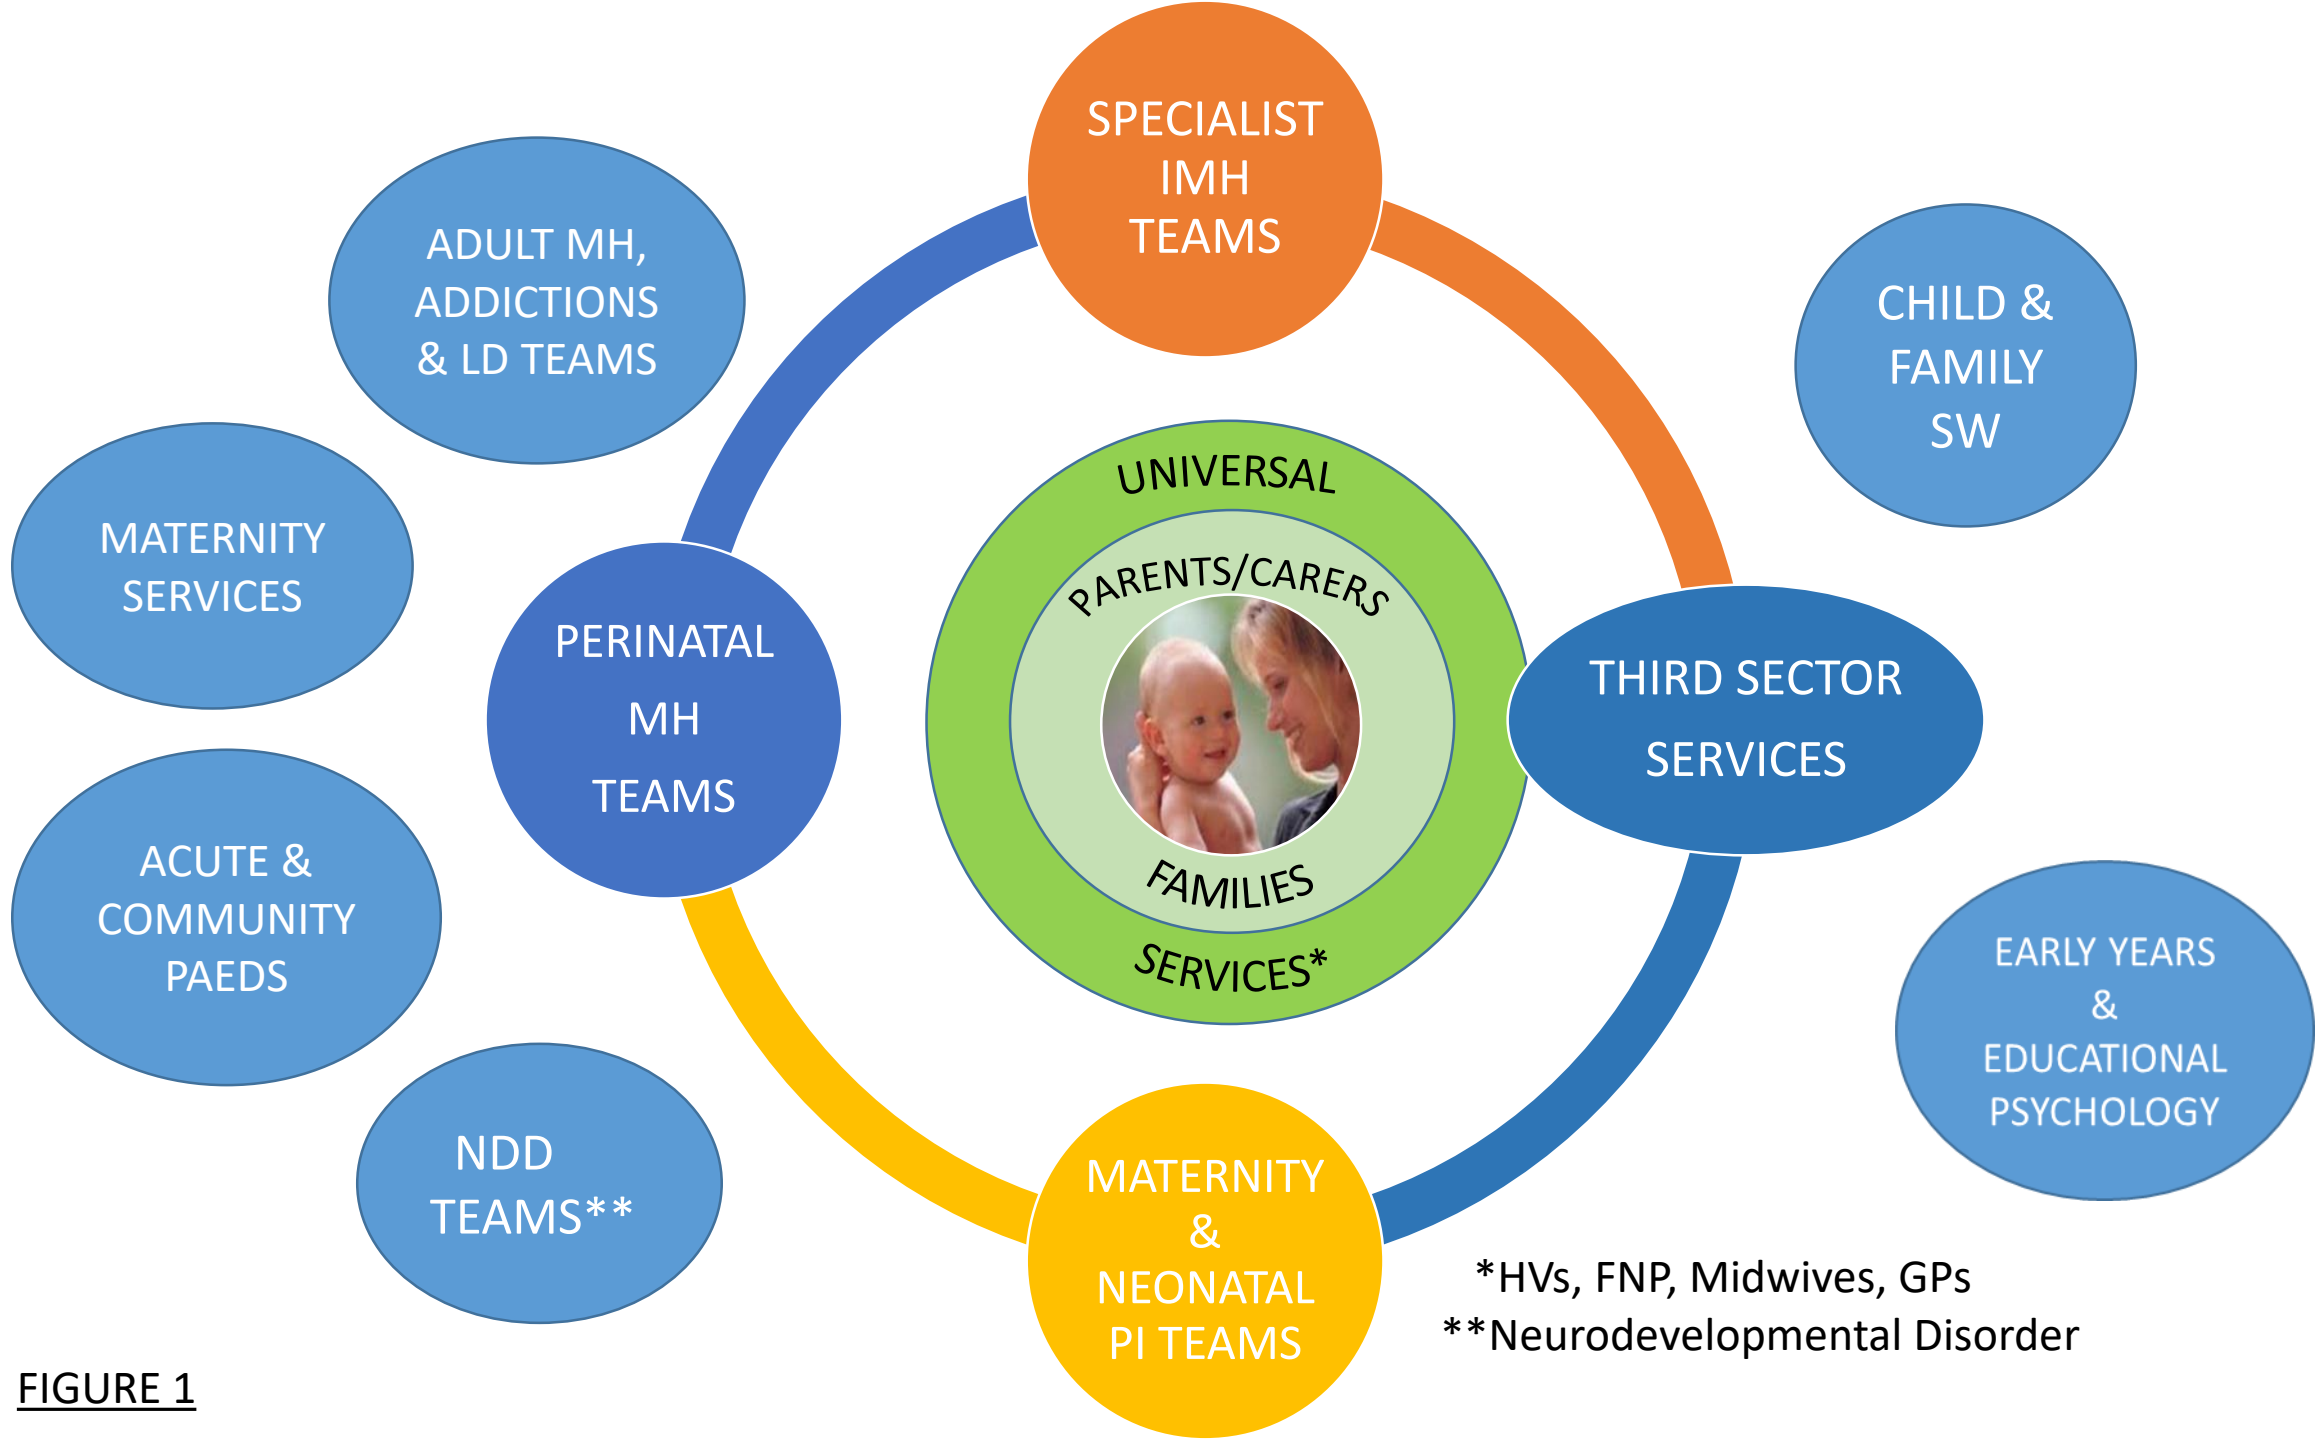 SPECIALIST
IMH
TEAMS
ADULT MH,
ADDICTIONS
& LD TEAMS
CHILD &
FAMILY
SW
MATERNITY
SERVICES
UNIVERSAL
PARENTS/CARERS
FAMILIES
SERVICES*
PERINATAL
MH
TEAMS
THIRD SECTOR
SERVICES
ACUTE &
COMMUNITY
PAEDS
EARLY YEARS
&
EDUCATIONAL
PSYCHOLOGY
NDD
TEAMS**
MATERNITY
&
NEONATAL
PI TEAMS
*HVs, FNP, Midwives, GPs
**Neurodevelopmental Disorder
FIGURE 1